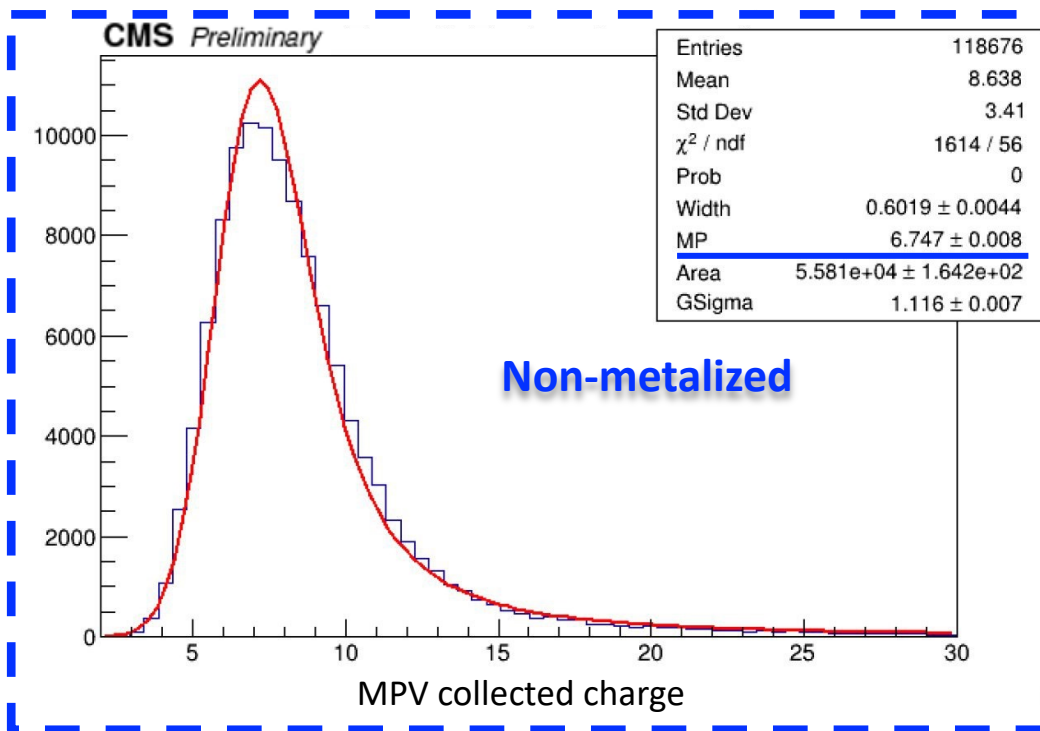 CMS Preliminary
Entries 118676
Mean 8.638
Std Dev 3.41
χ² / ndf 1614 / 56
Prob 0
Width 0.6019 ± 0.0044
MP 6.747 ± 0.008
Area 5.581e+04 ± 1.642e+02
GSigma 1.116 ± 0.007
10000
8000
6000
Non-metalized
4000
2000
0
5 10 15 20 25 30
MPV collected charge